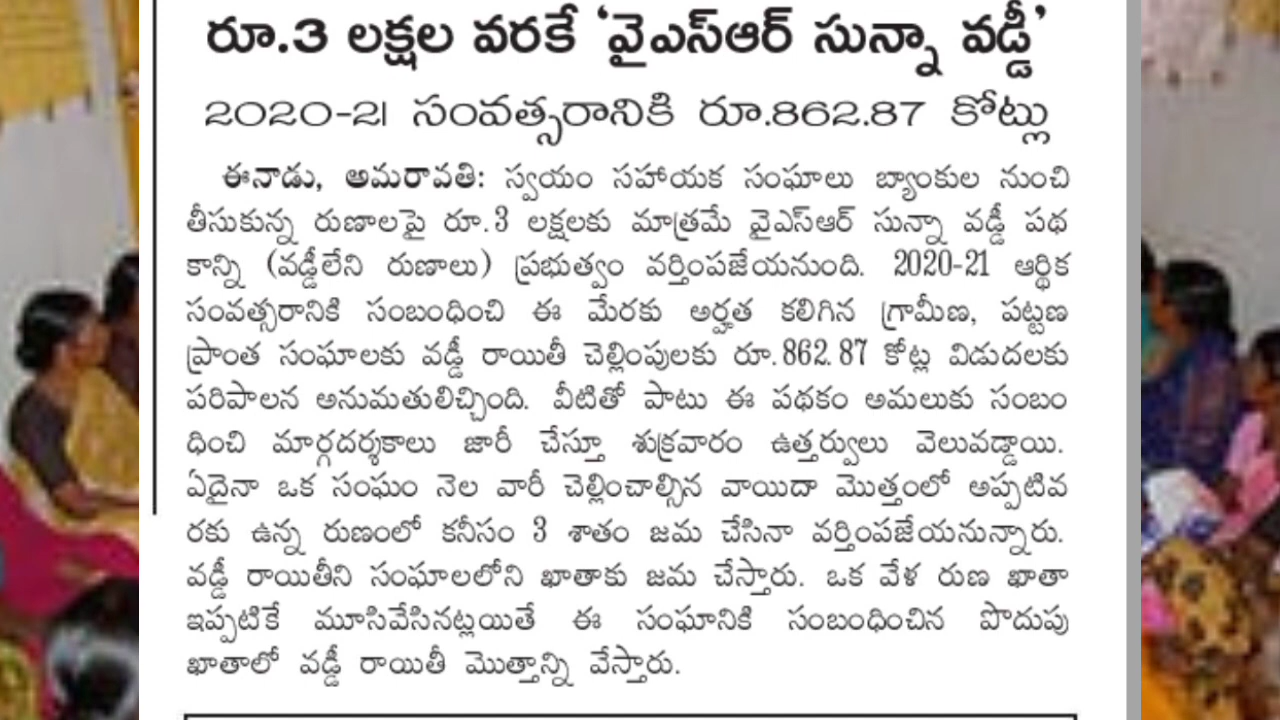 రూ.3 లక్షల వరకే ‘వైఎస్ఆర్ సున్నా వడ్డీ’
2020-21 సంవత్సరానికి రూ.862.87 కోట్లు
ఈనాడు, అమరావతి: స్వయం సహాయక సంఘాలు బ్యాంకుల నుంచి
తీసుకున్న రుణాలపై రూ.3 లక్షలకు మాత్రమే వైఎస్ఆర్ సున్నా వడ్డీ పథ
కాన్ని (వడ్డీలేని రుణాలు) ప్రభుత్వం వర్తింపజేయనుంది. 2020-21 ఆర్థిక
సంవత్సరానికి సంబంధించి ఈ మేరకు అర్హత కలిగిన గ్రామీణ, పట్టణ
ప్రాంత సంఘాలకు వడ్డీ రాయితీ చెల్లింపులకు రూ.862.87 కోట్ల విడుదలకు
పరిపాలన అనుమతులిచ్చింది. వీటితో పాటు ఈ పథకం అమలుకు సంబం
ధించి మార్గదర్శకాలు జారీ చేస్తూ శుక్రవారం ఉత్తర్వులు వెలువడ్డాయి.
ఏదైనా ఒక సంఘం నెల వారీ చెల్లించాల్సిన వాయిదా మొత్తంలో అప్పటివ
రకు ఉన్న రుణంలో కనీసం 3 శాతం జమ చేసినా వర్తింపజేయనున్నారు.
వడ్డీ రాయితీని సంఘాలలోని ఖాతాకు జమ చేస్తారు. ఒక వేళ రుణ ఖాతా
ఇప్పటికే మూసివేసినట్లయితే ఈ సంఘానికి సంబంధించిన పొదుపు
ఖాతాలో వడ్డీ రాయితీ మొత్తాన్ని వేస్తారు.